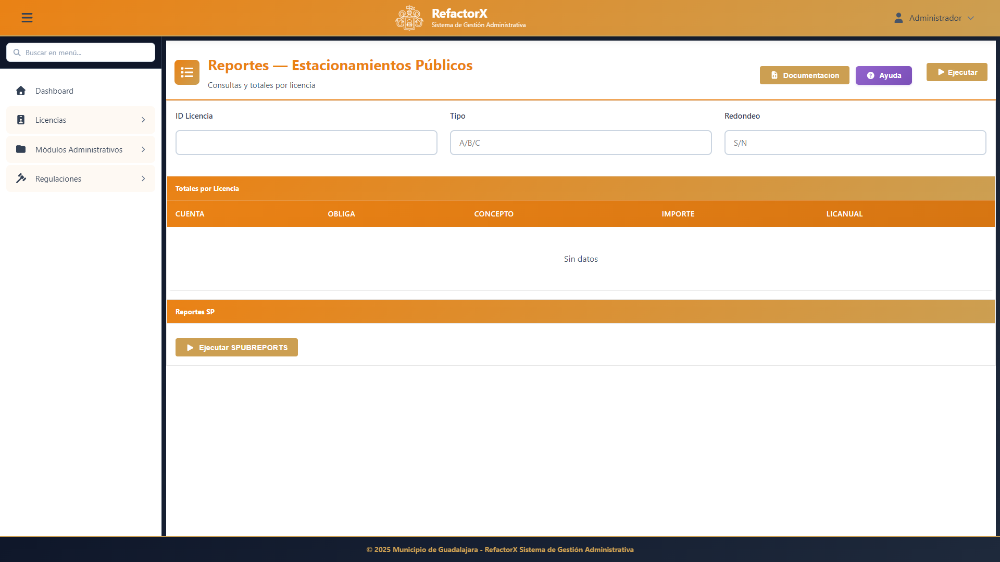 RefactorX
Sistema de Gestión Administrativa
Administrador
Buscar en menú...
Dashboard
Licencias
Módulos Administrativos
Regulaciones
Reportes — Estacionamientos Públicos
Consultas y totales por licencia
Documentacion
Ayuda
Ejecutar
ID Licencia
Tipo
Redondeo
A/B/C
S/N
Totales por Licencia
CUENTA
OBLIGA
CONCEPTO
IMPORTE
LICANUAL
Sin datos
Reportes SP
Ejecutar SPUBREPORTS
© 2025 Municipio de Guadalajara - RefactorX Sistema de Gestión Administrativa